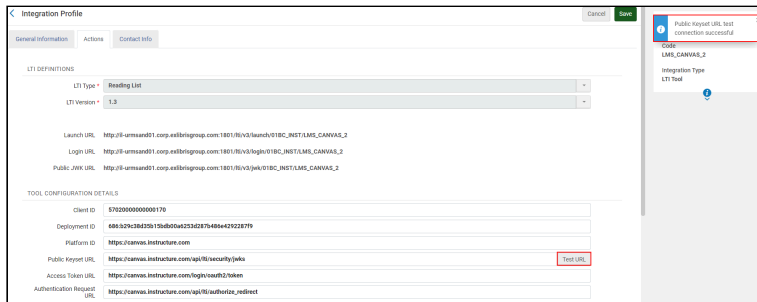 Integration Profile
Cancel
Save
General Information
Actions
Contact Info
LTI DEFINITIONS
LTI Type * Reading List
LTI Version * 1.3
Launch URL http://il-urmsand01.corp.exlibrisgroup.com:1801/lti/v3/launch/01BC_INST/LMS_CANVAS_2
Login URL http://il-urmsand01.corp.exlibrisgroup.com:1801/lti/v3/login/01BC_INST/LMS_CANVAS_2
Public JWK URL http://il-urmsand01.corp.exlibrisgroup.com:1801/lti/v3/jwk/01BC_INST/LMS_CANVAS_2
TOOL CONFIGURATION DETAILS
Client ID 57020000000000170
Deployment ID 686:b29c38d35b15bdb00a6253d287b486e4292287f9
Platform ID https://canvas.instructure.com
Public Keyset URL https://canvas.instructure.com/api/lti/security/jwks Test URL
Access Token URL https://canvas.instructure.com/login/oauth2/token
Authentication Request
URL https://canvas.instructure.com/api/lti/authorize_redirect
Public Keyset URL test
connection successful
Code
LMS_CANVAS_2
Integration Type
LTI Tool